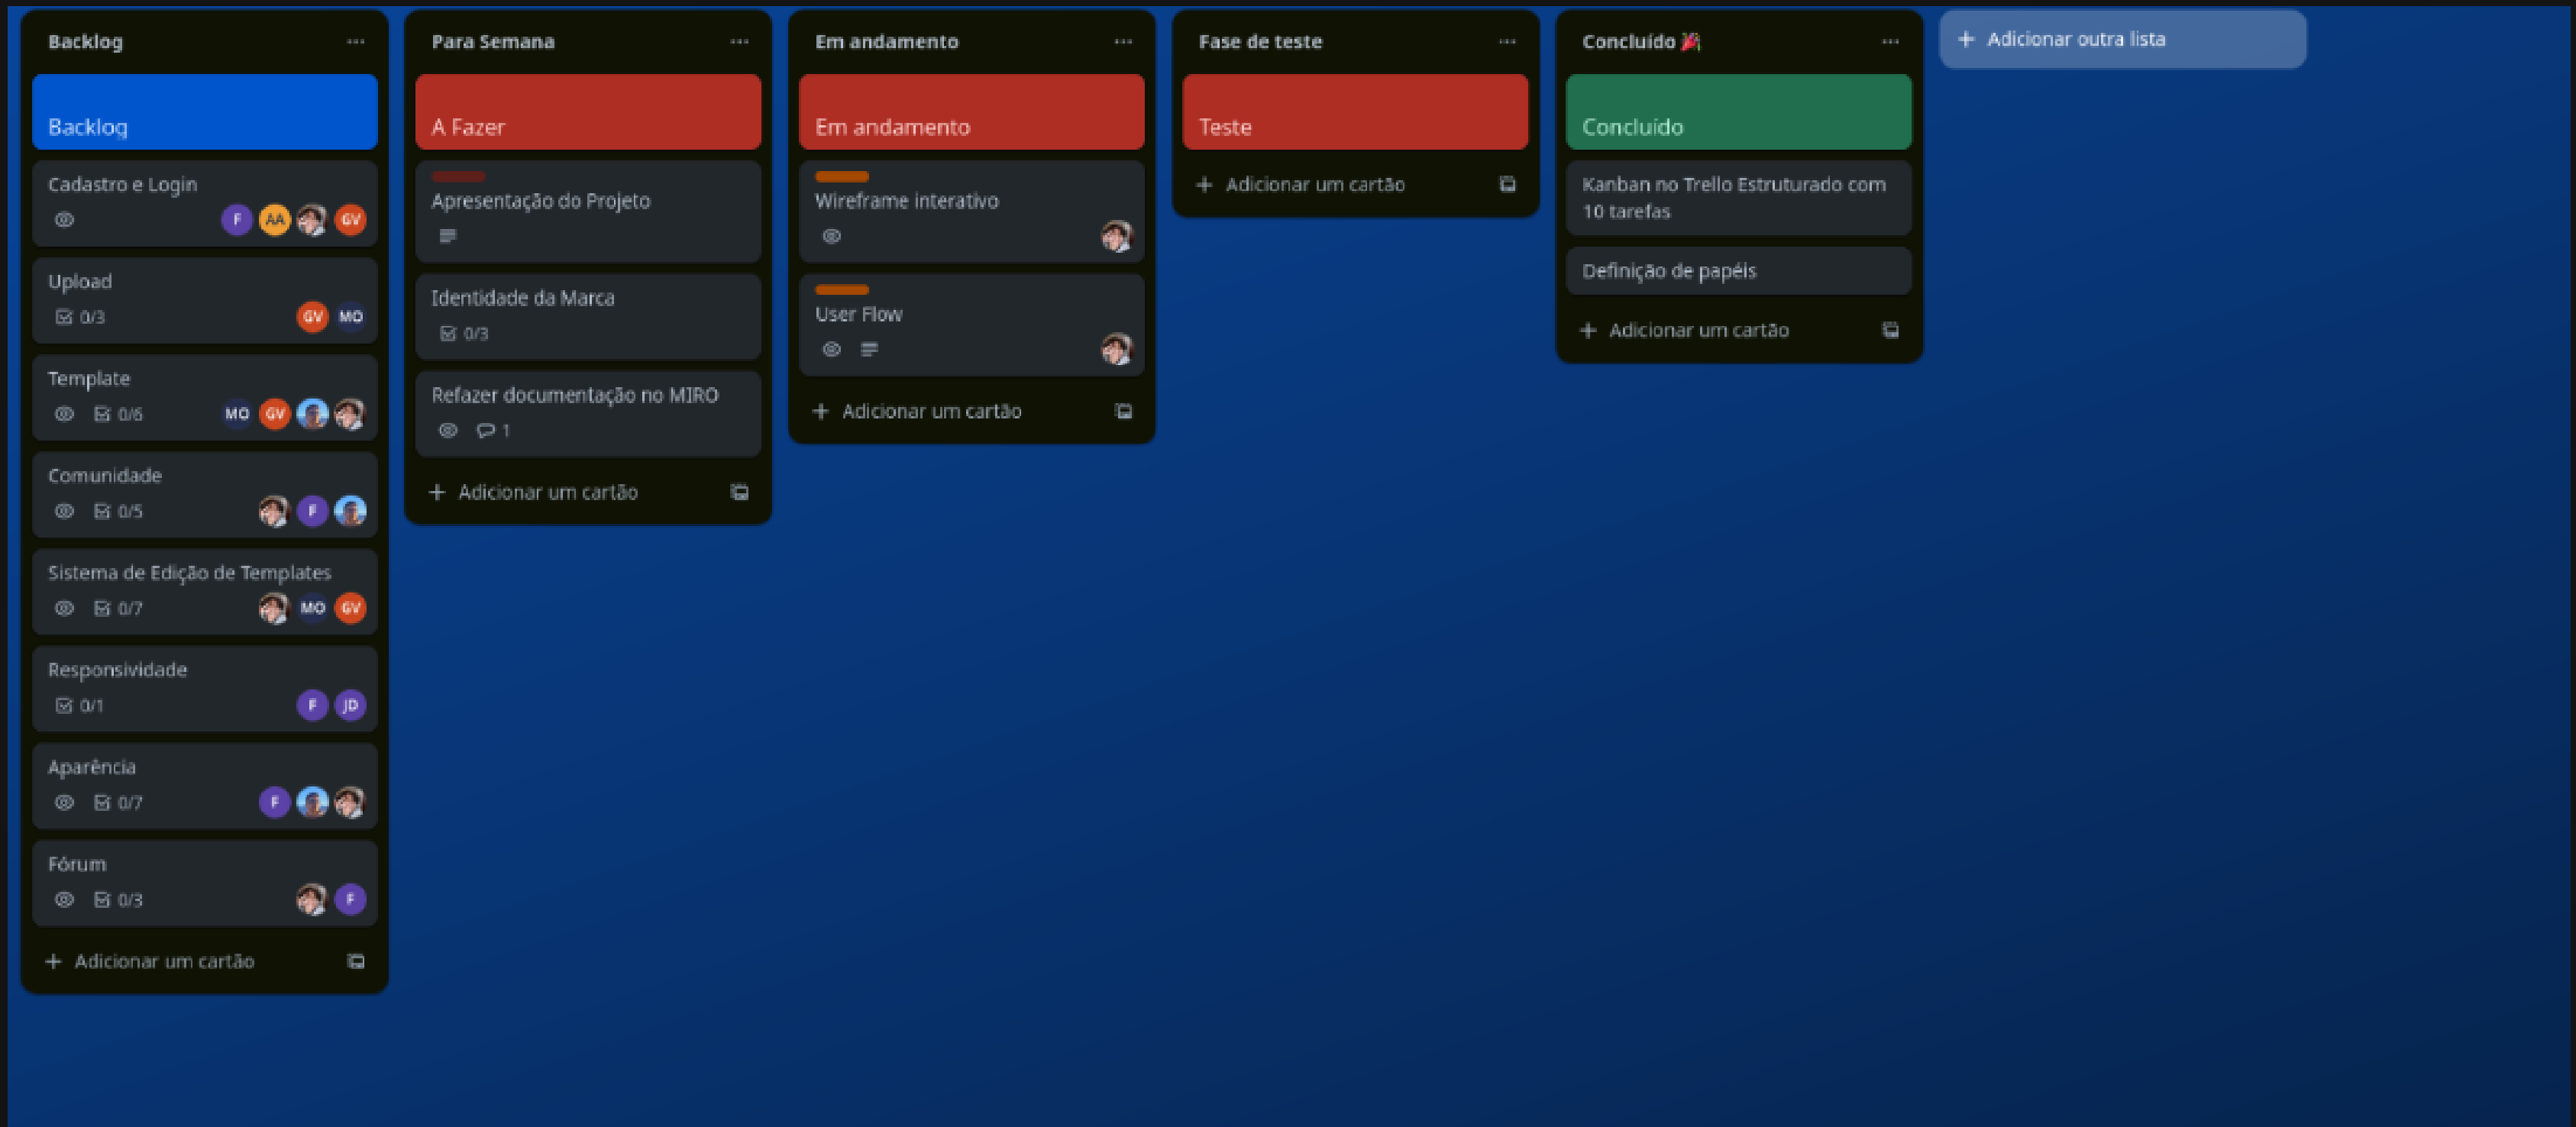 Backlog
Backlog
Cadastro e Login
F AA GV
Upload
0/3 GV MO
Template
0/6 MO GV
Comunidade
0/5 F
Sistema de Edição de Templates
0/7 MO GV
Responsividade
0/1 F JD
Aparência
0/7 F
Fórum
0/3 F
+ Adicionar um cartão
Para Semana
A Fazer
Apresentação do Projeto
Identidade da Marca
0/3
Refazer documentação no MIRO
1
+ Adicionar um cartão
Em andamento
Em andamento
Wireframe interativo
User Flow
+ Adicionar um cartão
Fase de teste
Teste
+ Adicionar um cartão
Concluído 🎉
Concluído
Kanban no Trello Estruturado com
10 tarefas
Definição de papéis
+ Adicionar um cartão
+ Adicionar outra lista